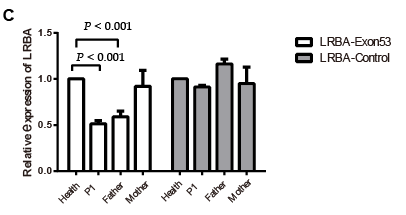 C
P < 0.001
P < 0.001
Relative expression of LRBA
1.5
1.0
0.5
0.0
Health
P1
Father
Mother
Health
P1
Father
Mother
LRBA-Exon53
LRBA-Control